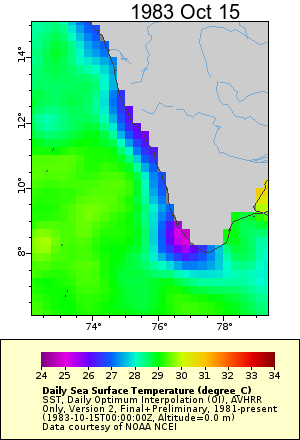 1983 Oct 15
14°
12°
10°
8°
74°
76°
78°
24 25 26 27 28 29 30 31 32 33 34
Daily Sea Surface Temperature (degree_C)
SST, Daily Optimum Interpolation (OI), AVHRR
Only, Version 2, Final+Preliminary, 1981-present
(1983-10-15T00:00:00Z, Altitude=0.0 m)
Data courtesy of NOAA NCEI